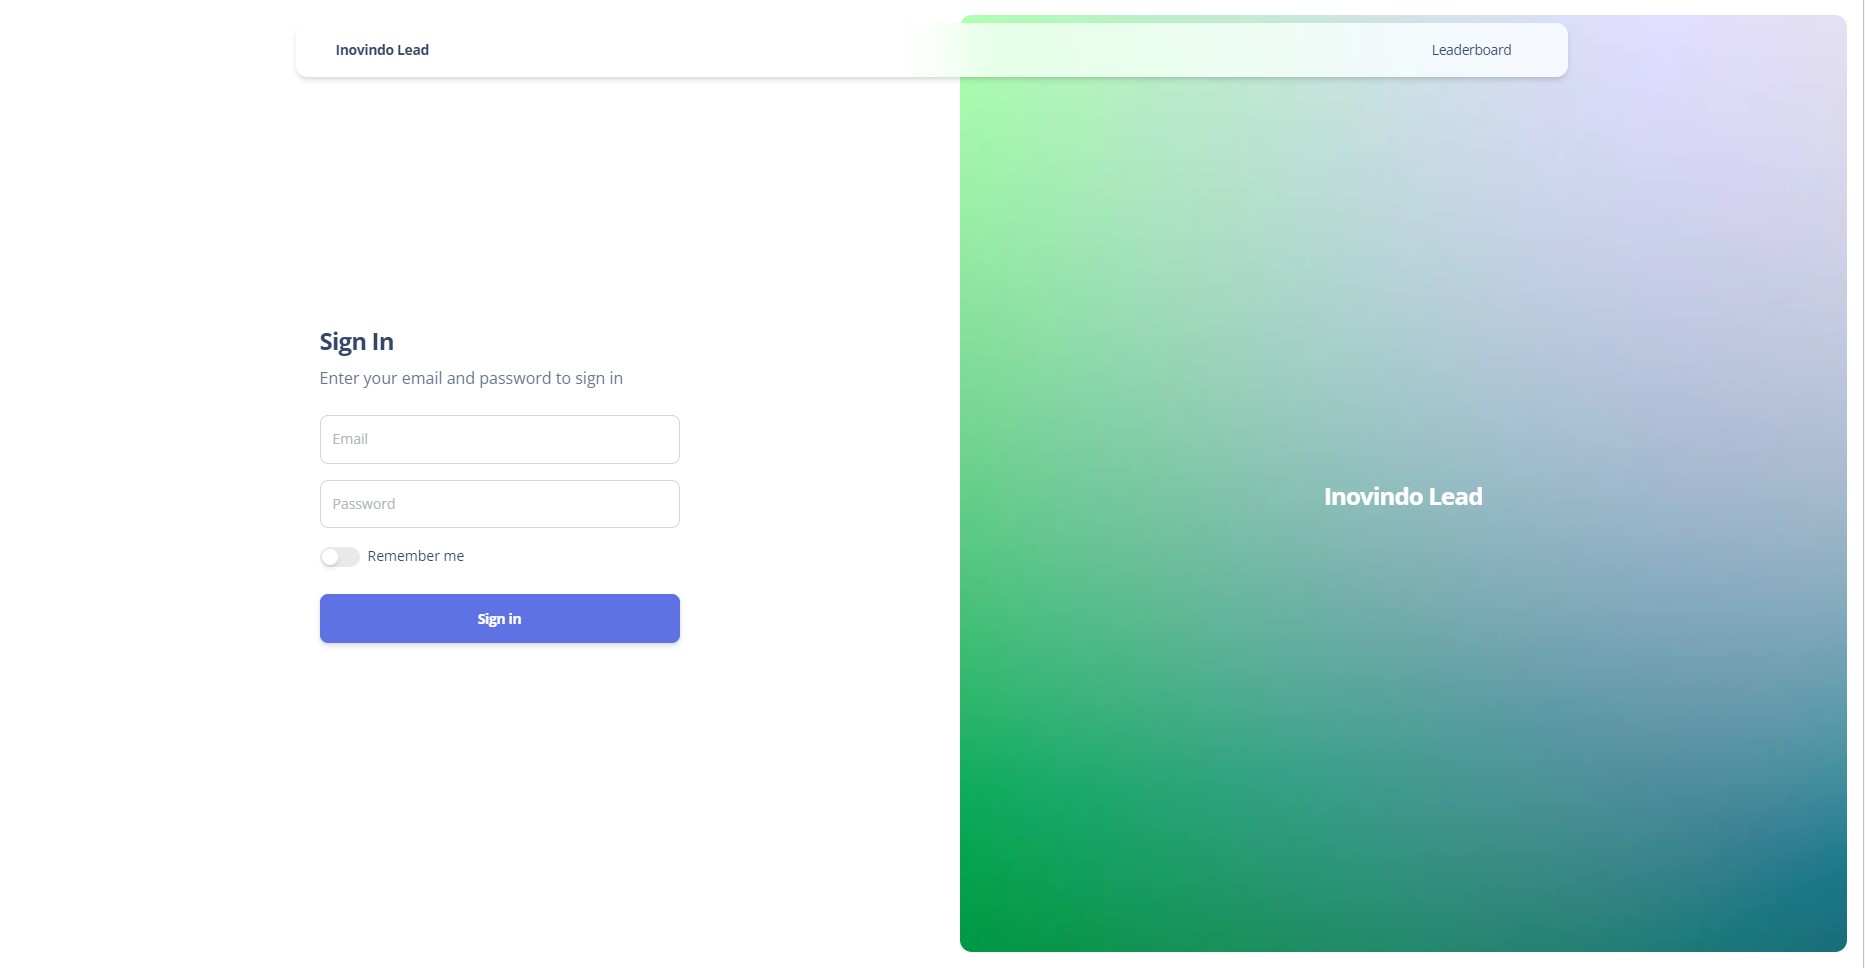 Inovindo Lead
Leaderboard
Sign In
Enter your email and password to sign in
Email
Password
Remember me
Sign in
Inovindo Lead